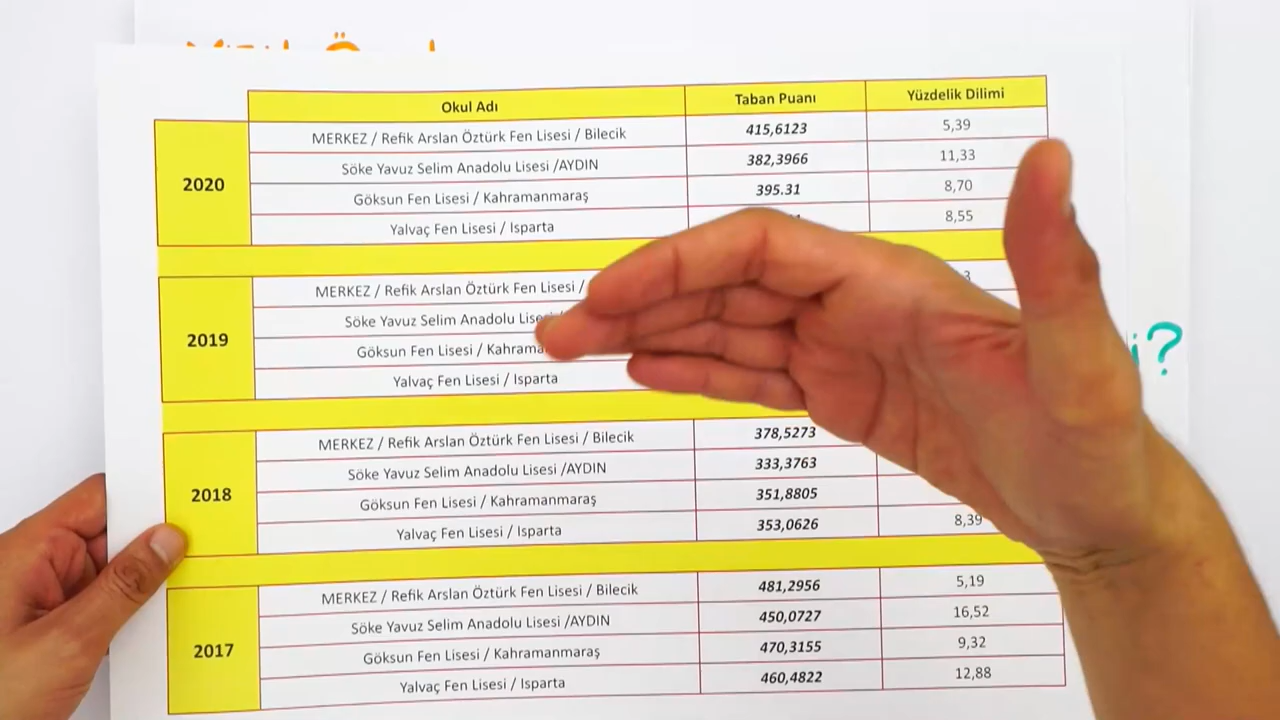 Okul Adı Taban Puanı Yüzdelik Dilimi
2020
MERKEZ / Refik Arslan Öztürk Fen Lisesi / Bilecik 415,6123 5,39
Söke Yavuz Selim Anadolu Lisesi /AYDIN 382,3966 11,33
Göksun Fen Lisesi / Kahramanmaraş 395.31 8,70
Yalvaç Fen Lisesi / Isparta 8,55
2019
MERKEZ / Refik Arslan Öztürk Fen Lisesi /
Söke Yavuz Selim Anadolu
Göksun Fen Lisesi /
Yalvaç Fen Lisesi / Isparta
2018
MERKEZ / Refik Arslan Öztürk Fen Lisesi / Bilecik 378,5273
Söke Yavuz Selim Anadolu Lisesi /AYDIN 333,3763
Göksun Fen Lisesi / Kahramanmaraş 351,8805
Yalvaç Fen Lisesi / Isparta 353,0626 8,39
2017
MERKEZ / Refik Arslan Öztürk Fen Lisesi / Bilecik 481,2956 5,19
Söke Yavuz Selim Anadolu Lisesi /AYDIN 450,0727 16,52
Göksun Fen Lisesi / Kahramanmaraş 470,3155 9,32
Yalvaç Fen Lisesi / Isparta 460,4822 12,88